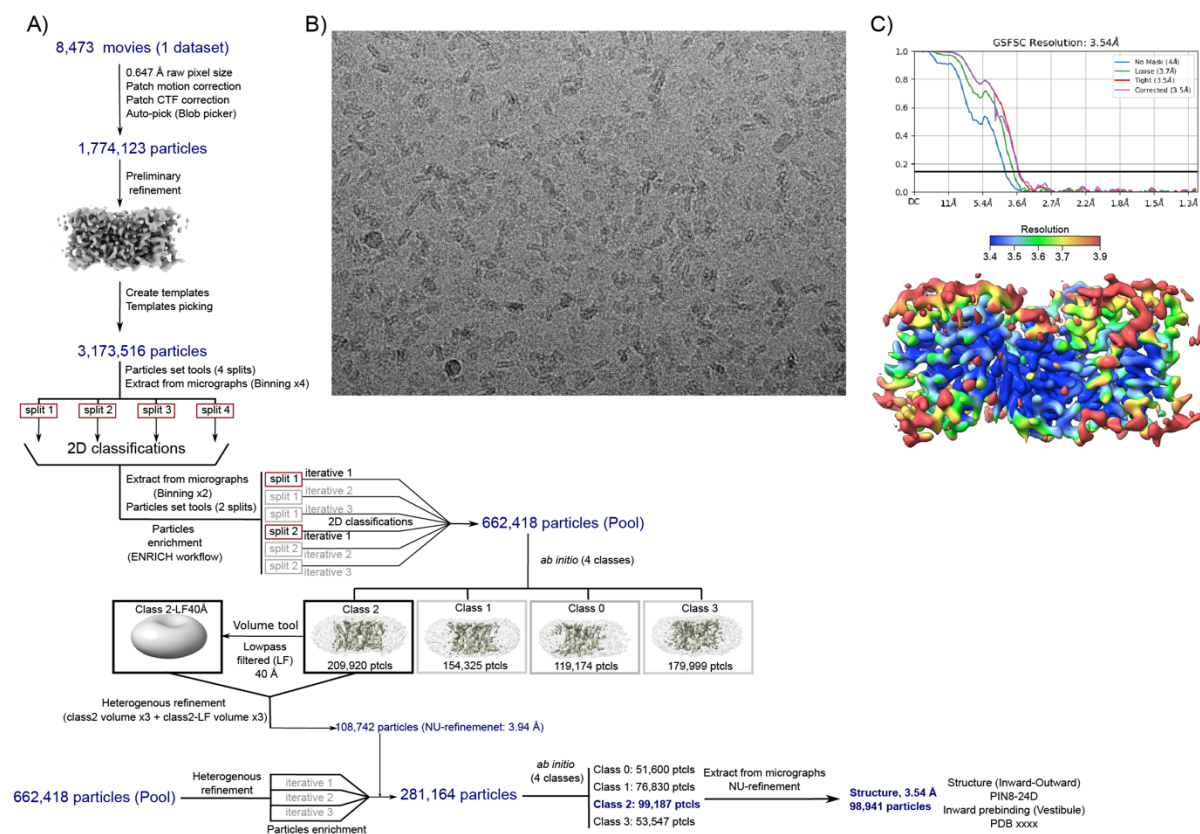 A)
8,473 movies (1 dataset)
0.647 Å raw pixel size
Patch motion correction
Patch CTF correction
Auto-pick (Blob picker)
1,774,123 particles
Preliminary
refinement
Create templates
Templates picking
3,173,516 particles
Particles set tools (4 splits)
Extract from micrographs (Binning x4)
split 1
split 2
split 3
split 4
2D classifications
Extract from micrographs
(Binning x2)
Particles set tools (2 splits)
Particles
enrichment
(ENRICH workflow)
split 1
iterative 1
split 1
iterative 2
split 1
iterative 3
2D classifications
split 2
iterative 1
split 2
iterative 2
split 2
iterative 3
662,418 particles (Pool)
ab initio (4 classes)
Class 2-LF40Å
Volume tool
Lowpass
filtered (LF)
40 Å
Class 2
209,920 ptcls
Class 1
154,325 ptcls
Class 0
119,174 ptcls
Class 3
179,999 ptcls
Heterogenous refinement
(class2 volume x3 + class2-LF volume x3)
108,742 particles (NU-refinemenet: 3.94 Å)
662,418 particles (Pool)
Heterogenous
refinement
iterative 1
iterative 2
iterative 3
Particles enrichment
281,164 particles
ab initio
(4 classes)
Class 0: 51,600 ptcls
Class 1: 76,830 ptcls
Class 2: 99,187 ptcls
Class 3: 53,547 ptcls
Extract from micrographs
NU-refinement
Structure, 3.54 Å
98,941 particles
Structure (Inward-Outward)
PIN8-24D
Inward prebinding (Vestibule)
PDB xxxx
B)
C)
GSFSC Resolution: 3.54Å
1.0
0.8
0.6
0.4
0.2
0.0
No Mask (4Å)
Loose (3.7Å)
Tight (3.5Å)
Corrected (3.5Å)
DC 11Å 5.4Å 3.6Å 2.7Å 2.2Å 1.8Å 1.5Å 1.3Å
Resolution
3.4 3.5 3.6 3.7 3.9